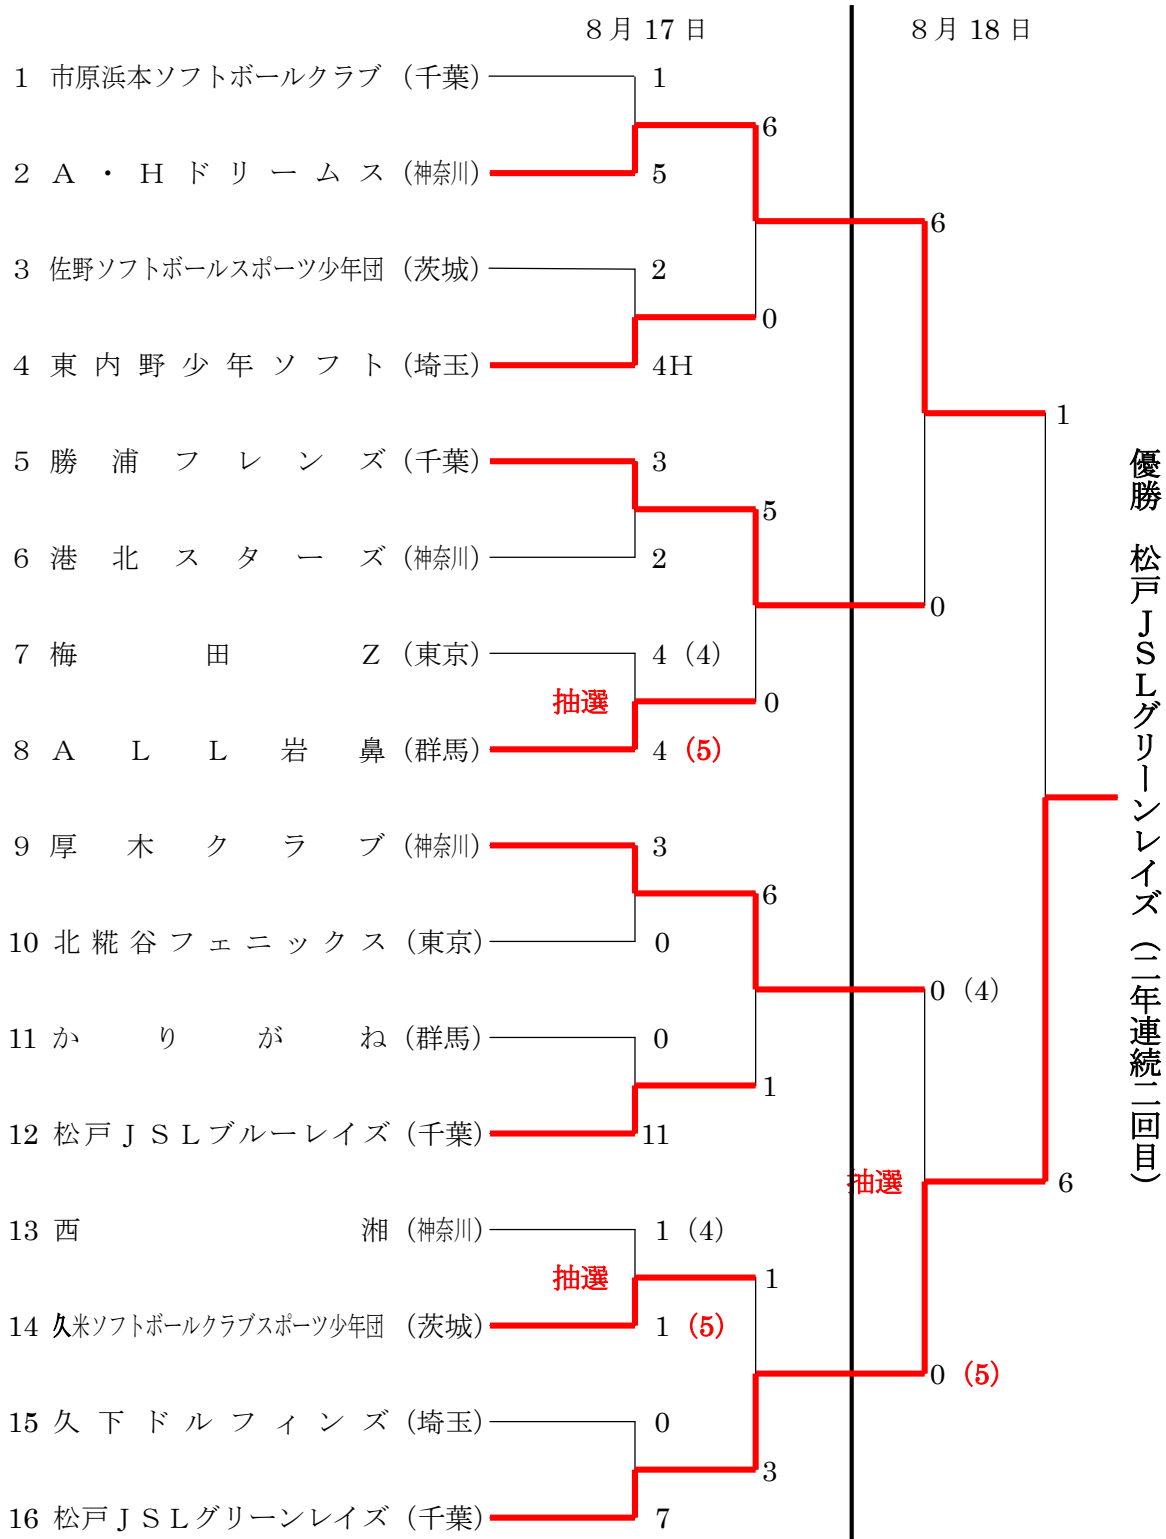 8月 17 日
8月 18 日
1 市原浜本ソフトボールクラブ (千葉) 1
6
2 A・Hドリームス (神奈川) 5
6
3 佐野ソフトボールスポーツ少年団 (茨城) 2
0
4 東内野少年ソフト (埼玉) 4H
1
5 勝浦フレンズ (千葉) 3
5
6 港北スターズ (神奈川) 2
0
7 梅田Z (東京) 4 (4)
抽選 0
8 ALL岩鼻 (群馬) 4 (5)
9 厚木クラブ (神奈川) 3
6
10 北糀谷フェニックス (東京) 0
0 (4)
11 かりがね (群馬) 0
1
12 松戸JSLブルーレイズ (千葉) 11
抽選 6
13 西湘 (神奈川) 1 (4)
抽選 1
14 久米ソフトボールクラブスポーツ少年団 (茨城) 1 (5)
0 (5)
15 久下ドルフィンズ (埼玉) 0
3
16 松戸JSLグリーンレイズ (千葉) 7
優勝 松戸JSLグリーンレイズ (二年連続二回目)